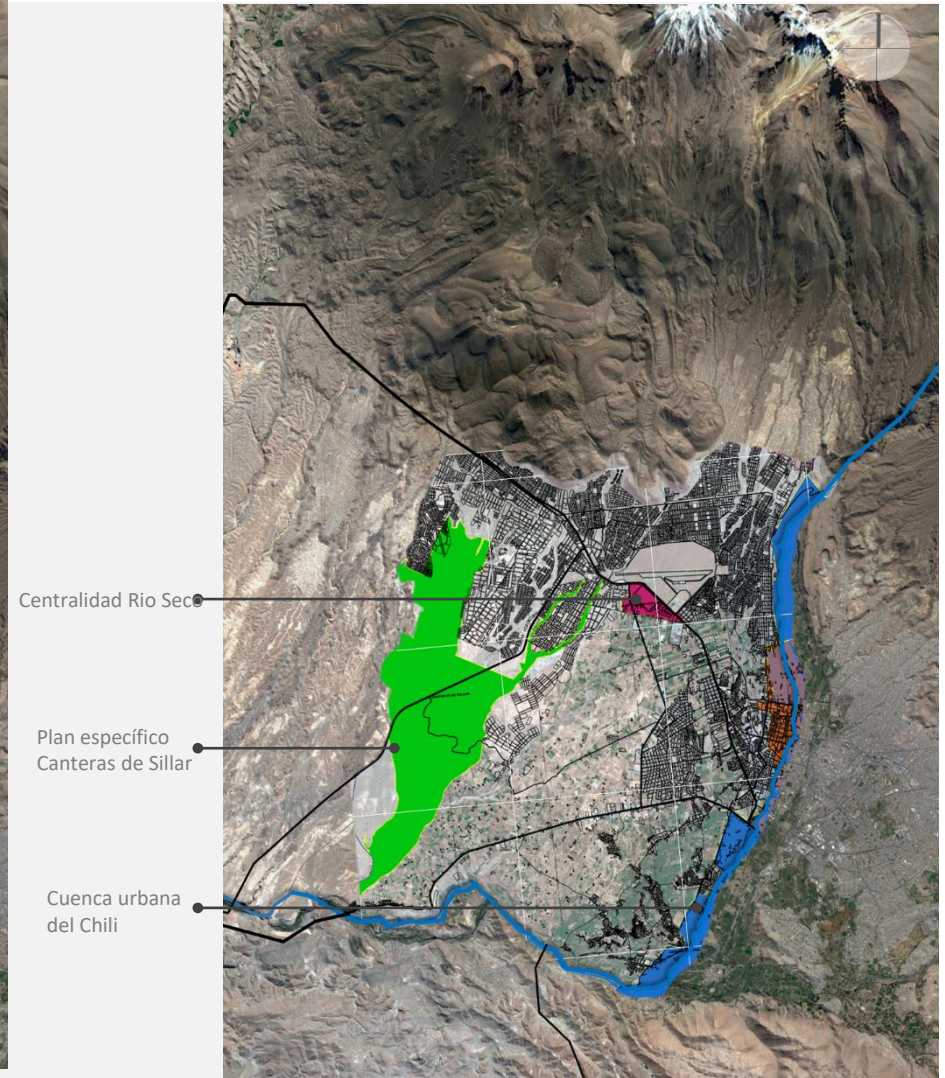 Centralidad Rio Seco
Plan específico
Canteras de Sillar
Cuenca urbana
del Chili